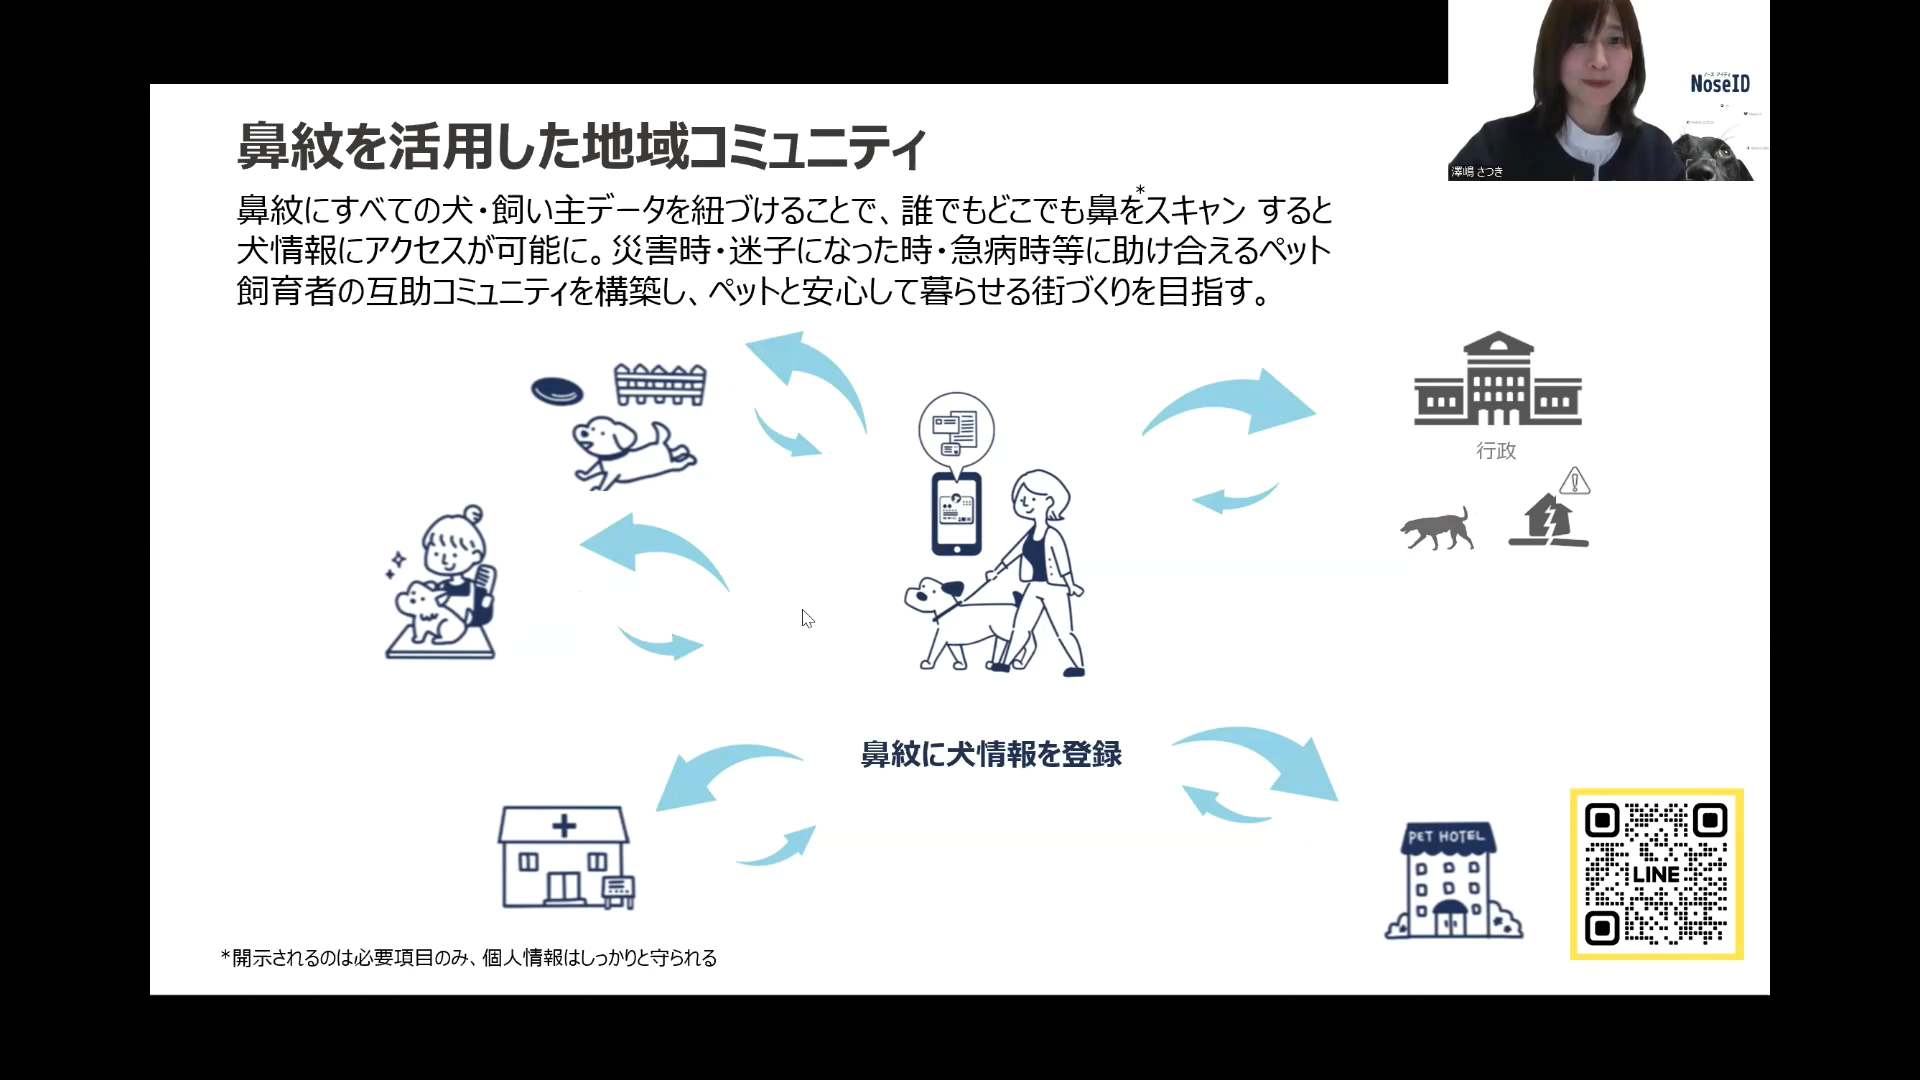 鼻紋を活用した地域コミュニティ
*
鼻紋にすべての犬・飼い主データを紐づけることで、誰でもどこでも鼻をスキャン すると
犬情報にアクセスが可能に。災害時・迷子になった時・急病時等に助け合えるペット
飼育者の互助コミュニティを構築し、ペットと安心して暮らせる街づくりを目指す。
ノーズ アイディ
NoseID
澤嶋 さつき
行政
鼻紋に犬情報を登録
PET HOTEL
LINE
*開示されるのは必要項目のみ、個人情報はしっかりと守られる